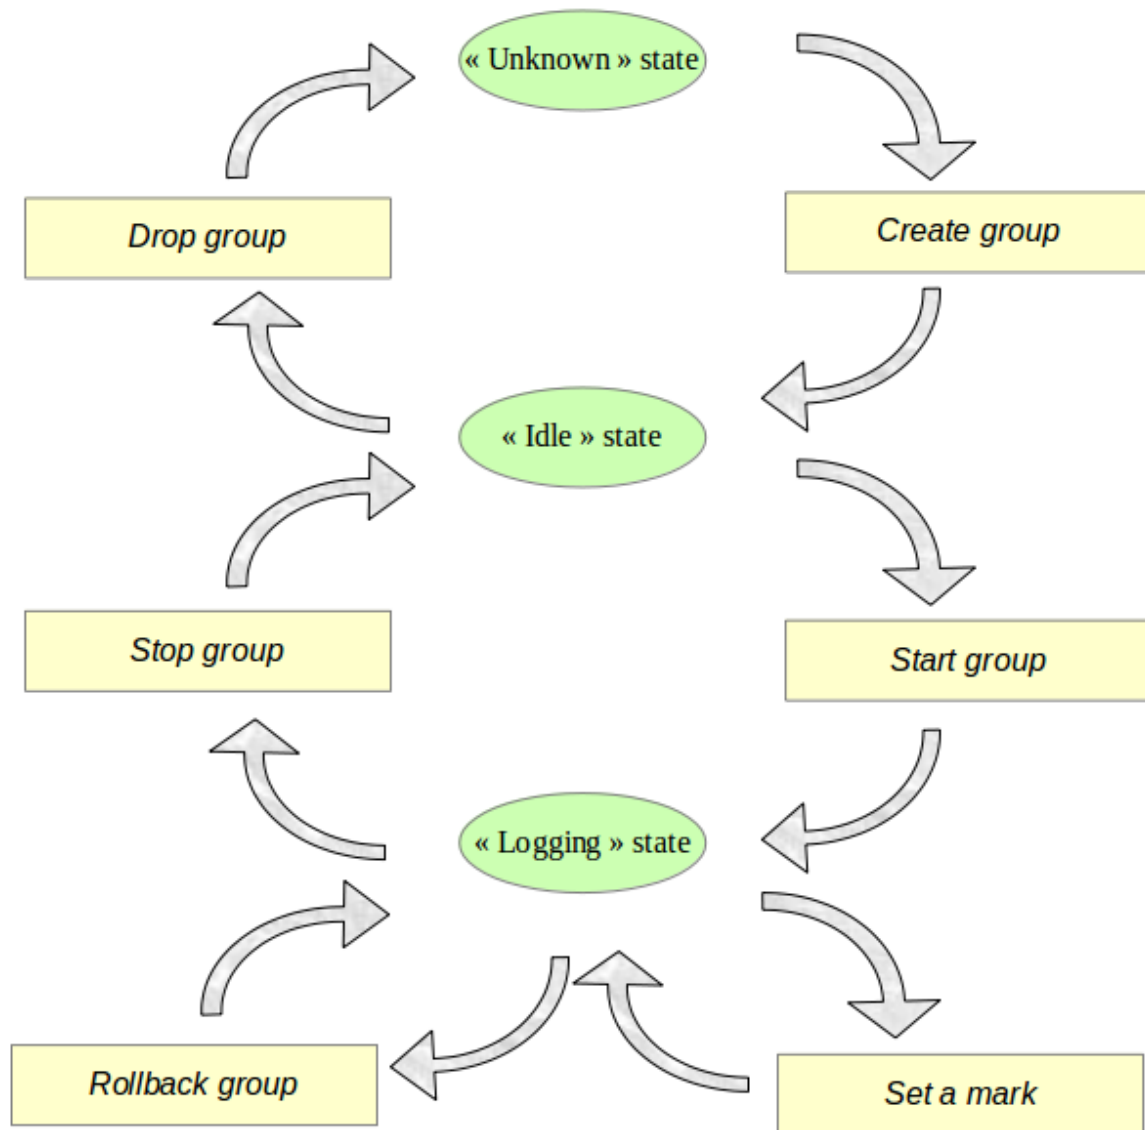 « Unknown » state
Drop group
Create group
« Idle » state
Stop group
Start group
« Logging » state
Rollback group
Set a mark